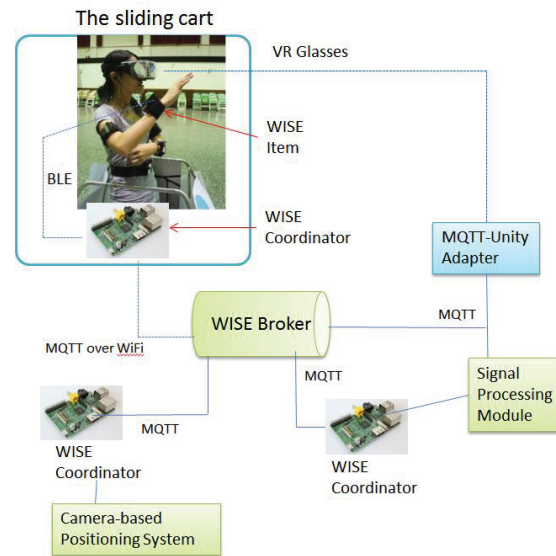 The sliding cart
VR Glasses
WISE
Item
BLE
WISE
Coordinator
MQTT-Unity
Adapter
WISE Broker
MQTT
MQTT over WiFi
MQTT
Signal
Processing
Module
MQTT
WISE
Coordinator
WISE
Coordinator
Camera-based
Positioning System